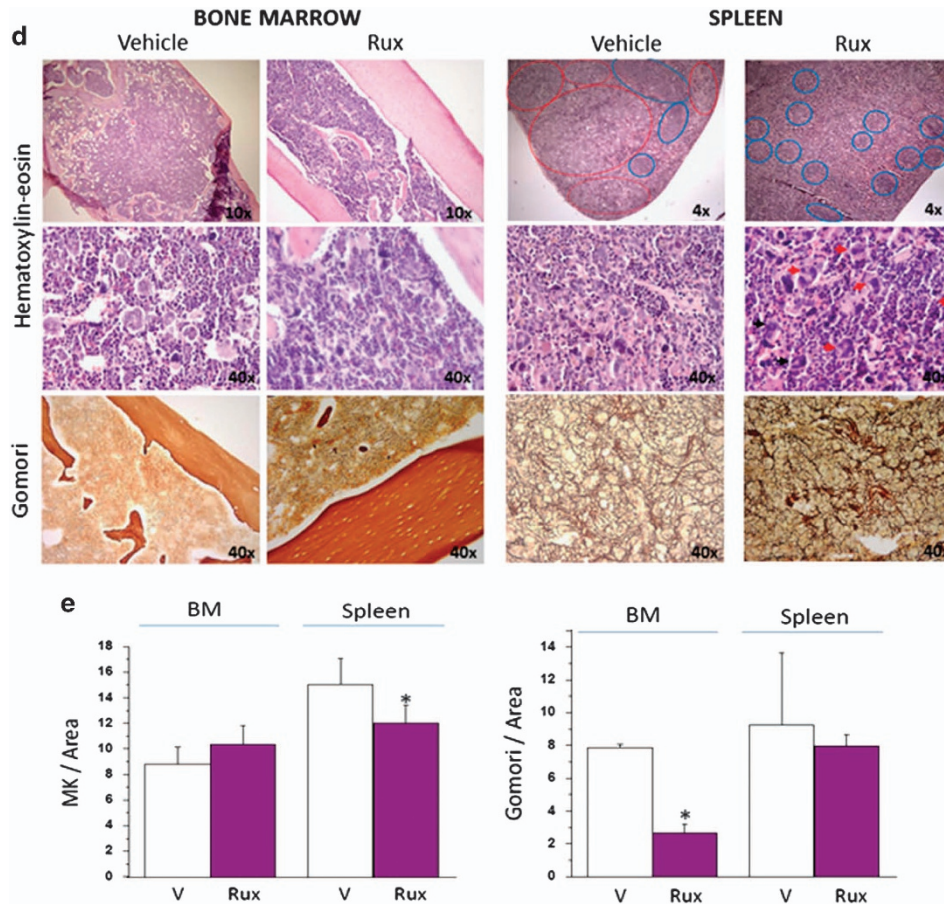 d
BONE MARROW SPLEEN
Vehicle Rux Vehicle Rux
Hematoxylin-eosin
10x 10x 4x 4x
40x 40x 40x 40x
Gomori
40x 40x 40x 40x
e
BM Spleen
MK / Area
18
16
14
12
10
8
6
4
2
0
*
V Rux V Rux
BM Spleen
Gomori / Area
14
12
10
8
6
4
2
0
*
V Rux V Rux